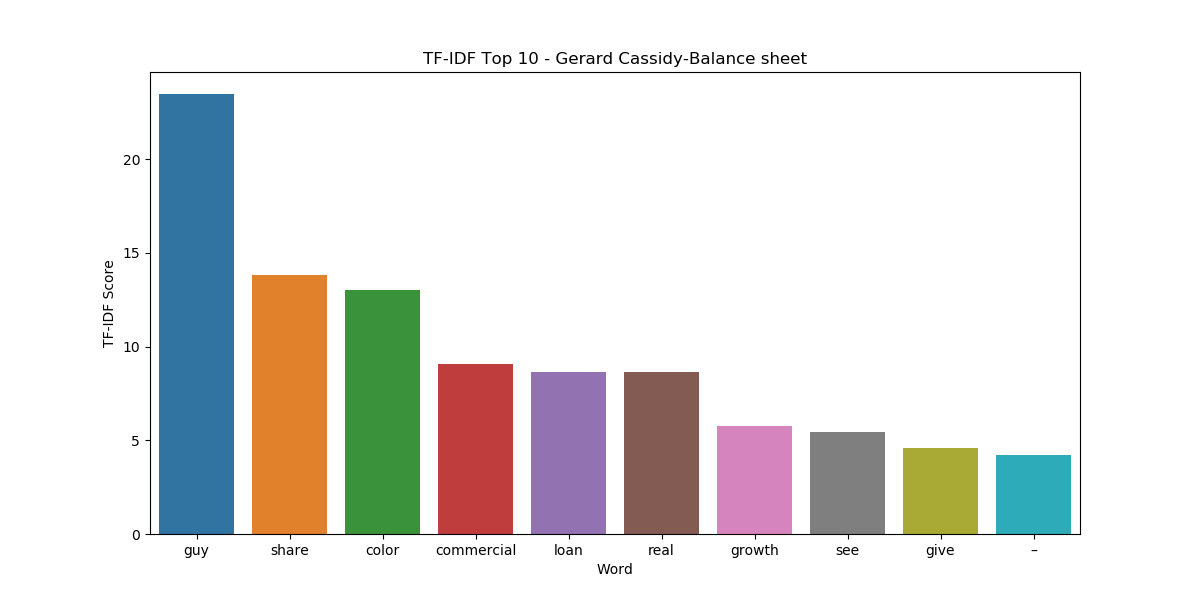 TF-IDF Top 10 - Gerard Cassidy-Balance sheet
TF-IDF Score
20
15
10
5
0
guy share color commercial loan real growth see give –
Word